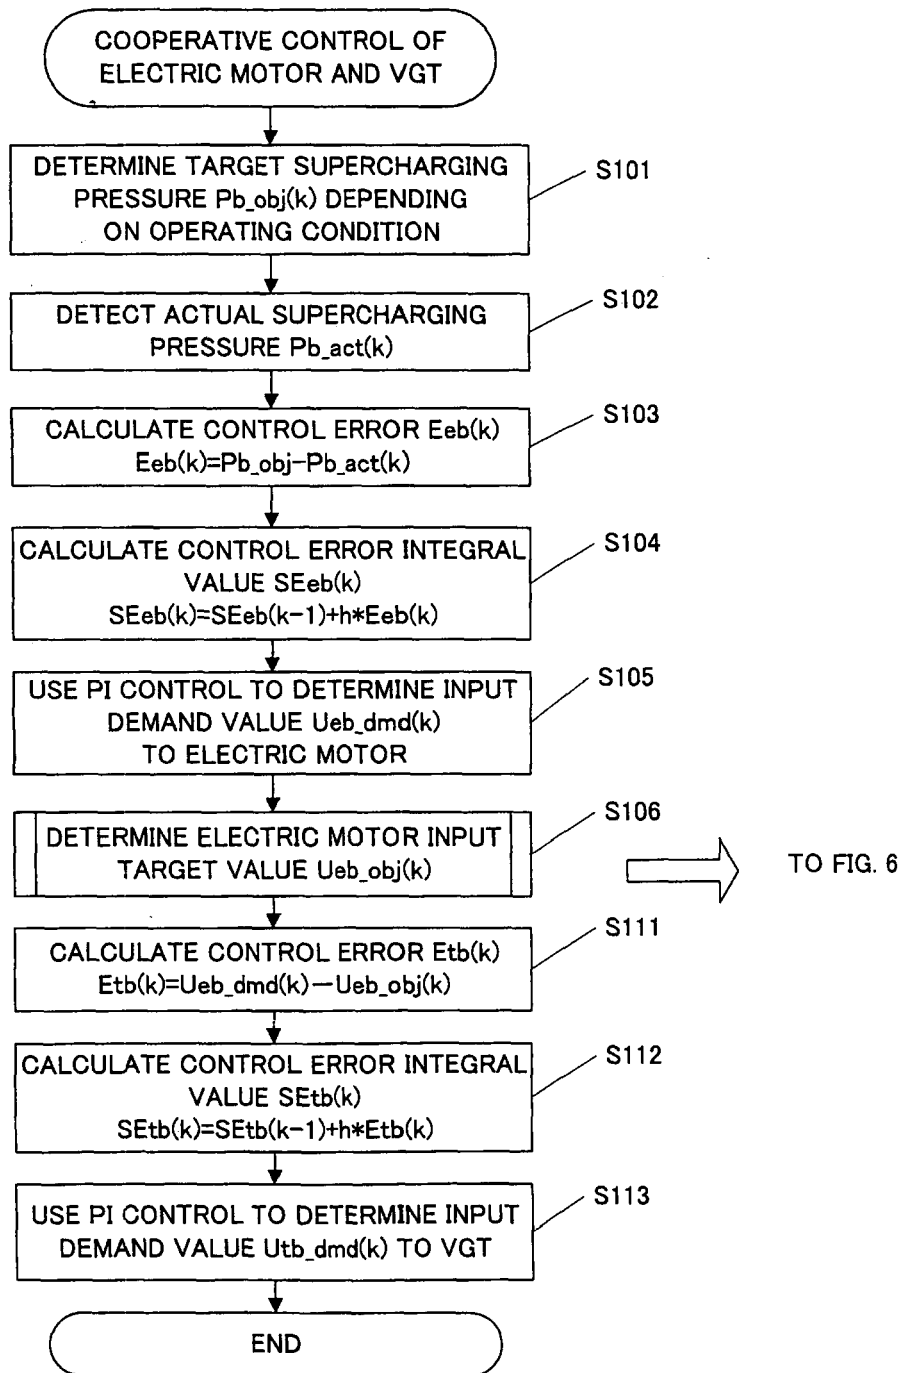 COOPERATIVE CONTROL OF
ELECTRIC MOTOR AND VGT
DETERMINE TARGET SUPERCHARGING
PRESSURE Pb_obj(k) DEPENDING
ON OPERATING CONDITION
S101
DETECT ACTUAL SUPERCHARGING
PRESSURE Pb_act(k)
S102
CALCULATE CONTROL ERROR Eeb(k)
Eeb(k)=Pb_obj-Pb_act(k)
S103
CALCULATE CONTROL ERROR INTEGRAL
VALUE SEeb(k)
SEeb(k)=SEeb(k-1)+h*Eeb(k)
S104
USE PI CONTROL TO DETERMINE INPUT
DEMAND VALUE Ueb_dmd(k)
TO ELECTRIC MOTOR
S105
DETERMINE ELECTRIC MOTOR INPUT
TARGET VALUE Ueb_obj(k)
S106
TO FIG. 6
CALCULATE CONTROL ERROR Etb(k)
Etb(k)=Ueb_dmd(k)-Ueb_obj(k)
S111
CALCULATE CONTROL ERROR INTEGRAL
VALUE SEtb(k)
SEtb(k)=SEtb(k-1)+h*Etb(k)
S112
USE PI CONTROL TO DETERMINE INPUT
DEMAND VALUE Utb_dmd(k) TO VGT
S113
END